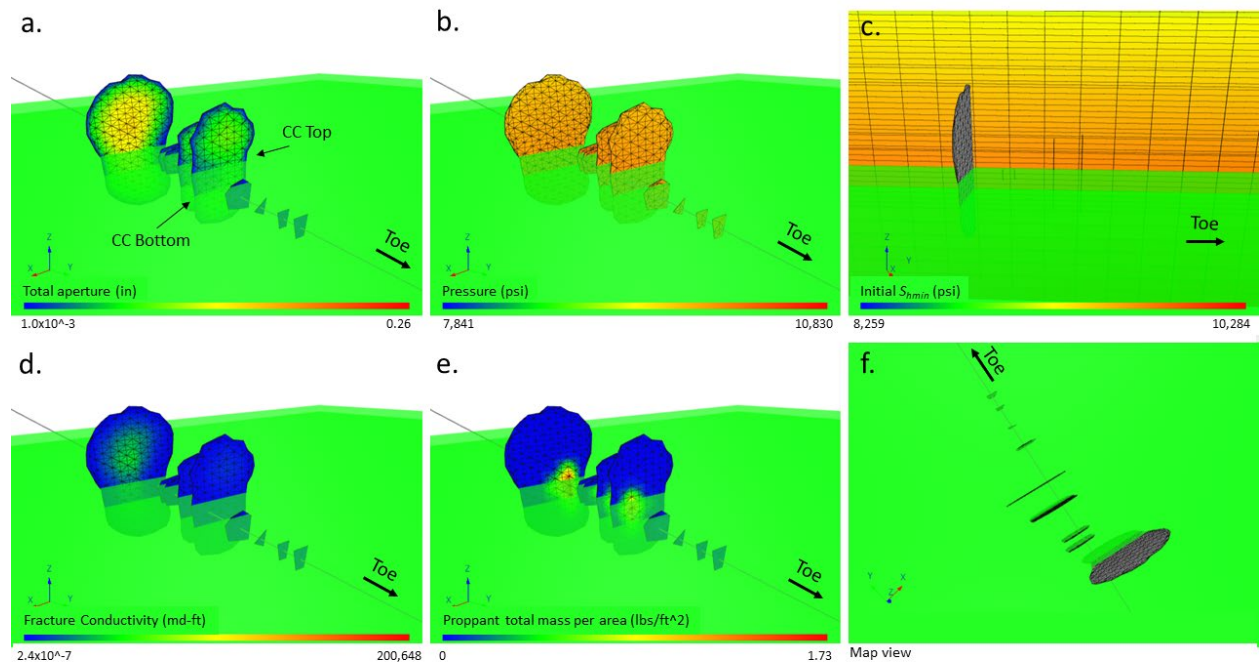 a.
CC Top
CC Bottom
Toe
Z
X
Y
Total aperture (in)
1.0x10^-3
0.26
b.
Toe
Z
X
Y
Pressure (psi)
7,841
10,830
c.
Toe
Z
X
Initial Shmin (psi)
8,259
10,284
d.
Toe
Z
X
Y
Fracture Conductivity (md-ft)
2.4x10^-7
200,648
e.
Toe
Z
X
Y
Proppant total mass per area (lbs/ft^2)
0
1.73
f.
Toe
Y
X
Z
Map view